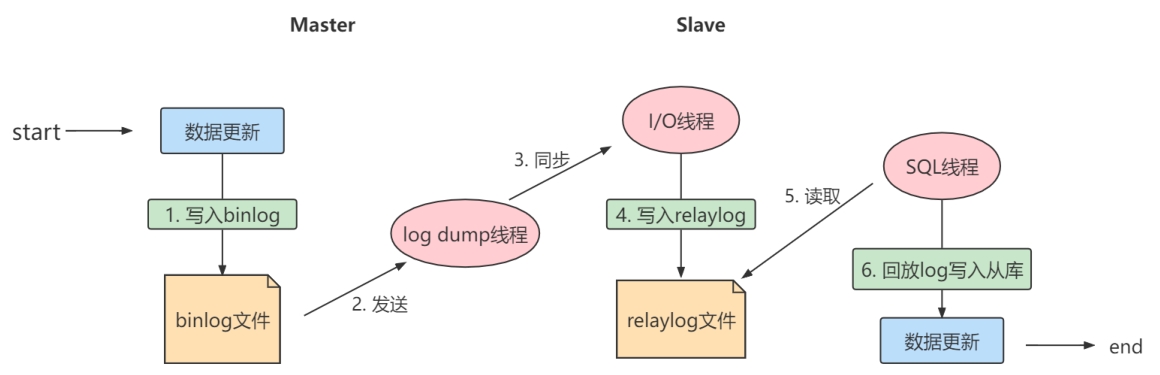 Master
Slave
start
数据更新
1. 写入binlog
binlog文件
2. 发送
log dump线程
3. 同步
I/O线程
4. 写入relaylog
relaylog文件
5. 读取
SQL线程
6. 回放log写入从库
数据更新
end